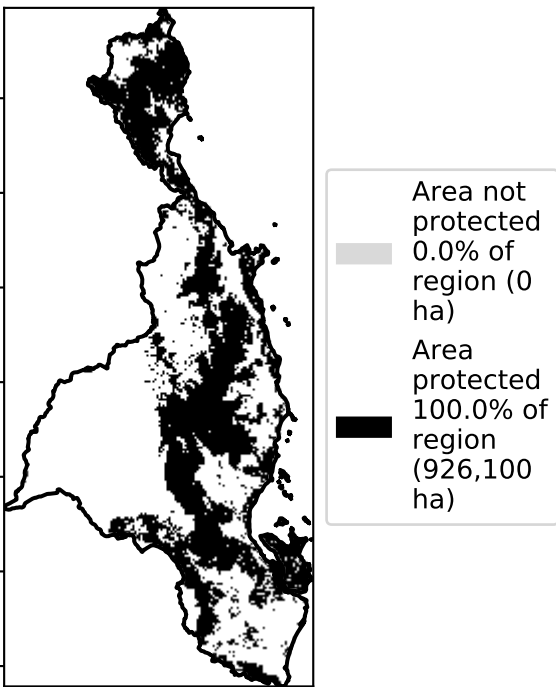 Area not
protected
0.0% of
region (0
ha)
Area
protected
100.0% of
region
(926,100
ha)